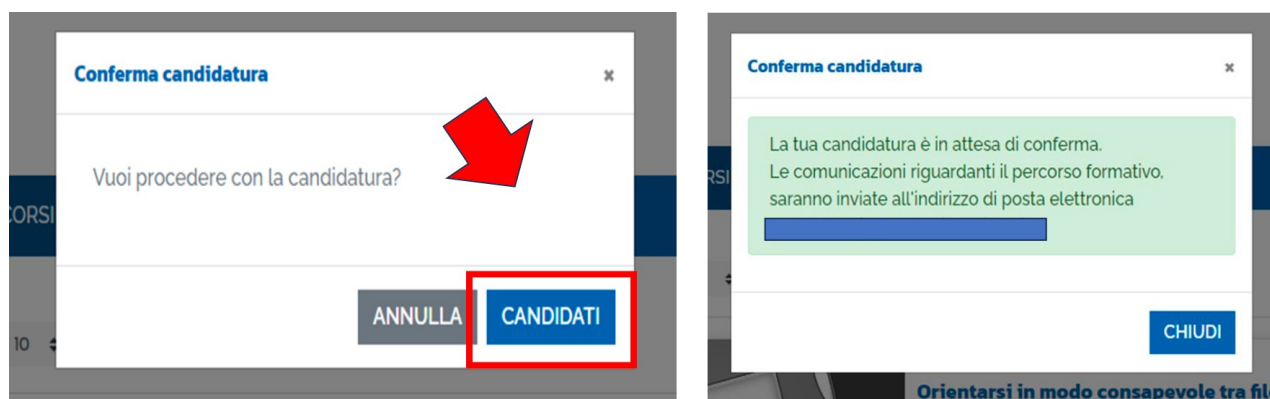 Conferma candidatura ×
Vuoi procedere con la candidatura?
ANNULLA CANDIDATI
10
Conferma candidatura ×
La tua candidatura è in attesa di conferma.
Le comunicazioni riguardanti il percorso formativo,
saranno inviate all'indirizzo di posta elettronica
CHIUDI
Orientarsi in modo consapevole tra